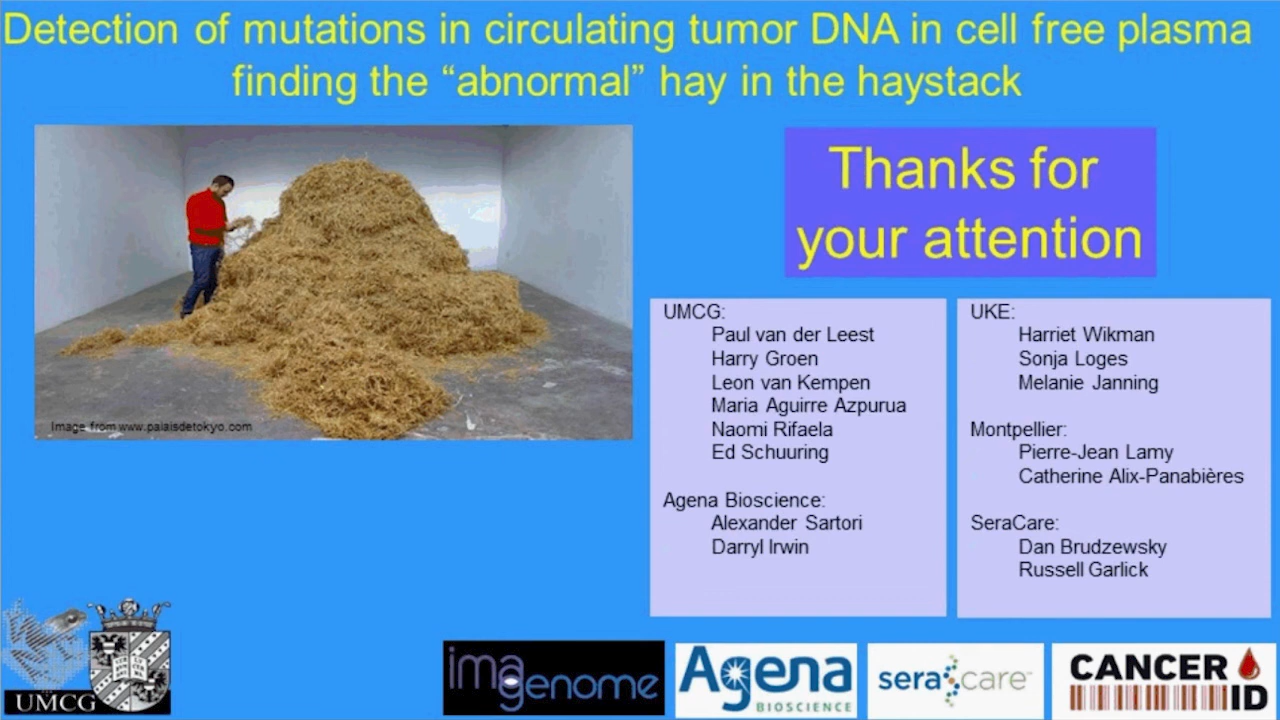 Detection of mutations in circulating tumor DNA in cell free plasma
finding the “abnormal” hay in the haystack
Thanks for
your attention
Image from www.palaisdetokyo.com
UMCG:
Paul van der Leest
Harry Groen
Leon van Kempen
Maria Aguirre Azpurua
Naomi Rifaela
Ed Schuuring
Agena Bioscience:
Alexander Sartori
Darryl Irwin
UKE:
Harriet Wikman
Sonja Loges
Melanie Janning
Montpellier:
Pierre-Jean Lamy
Catherine Alix-Panabières
SeraCare:
Dan Brudzewsky
Russell Garlick
UMCG
imagenome
Agena
BIOSCIENCE
sera care
CANCER
ID